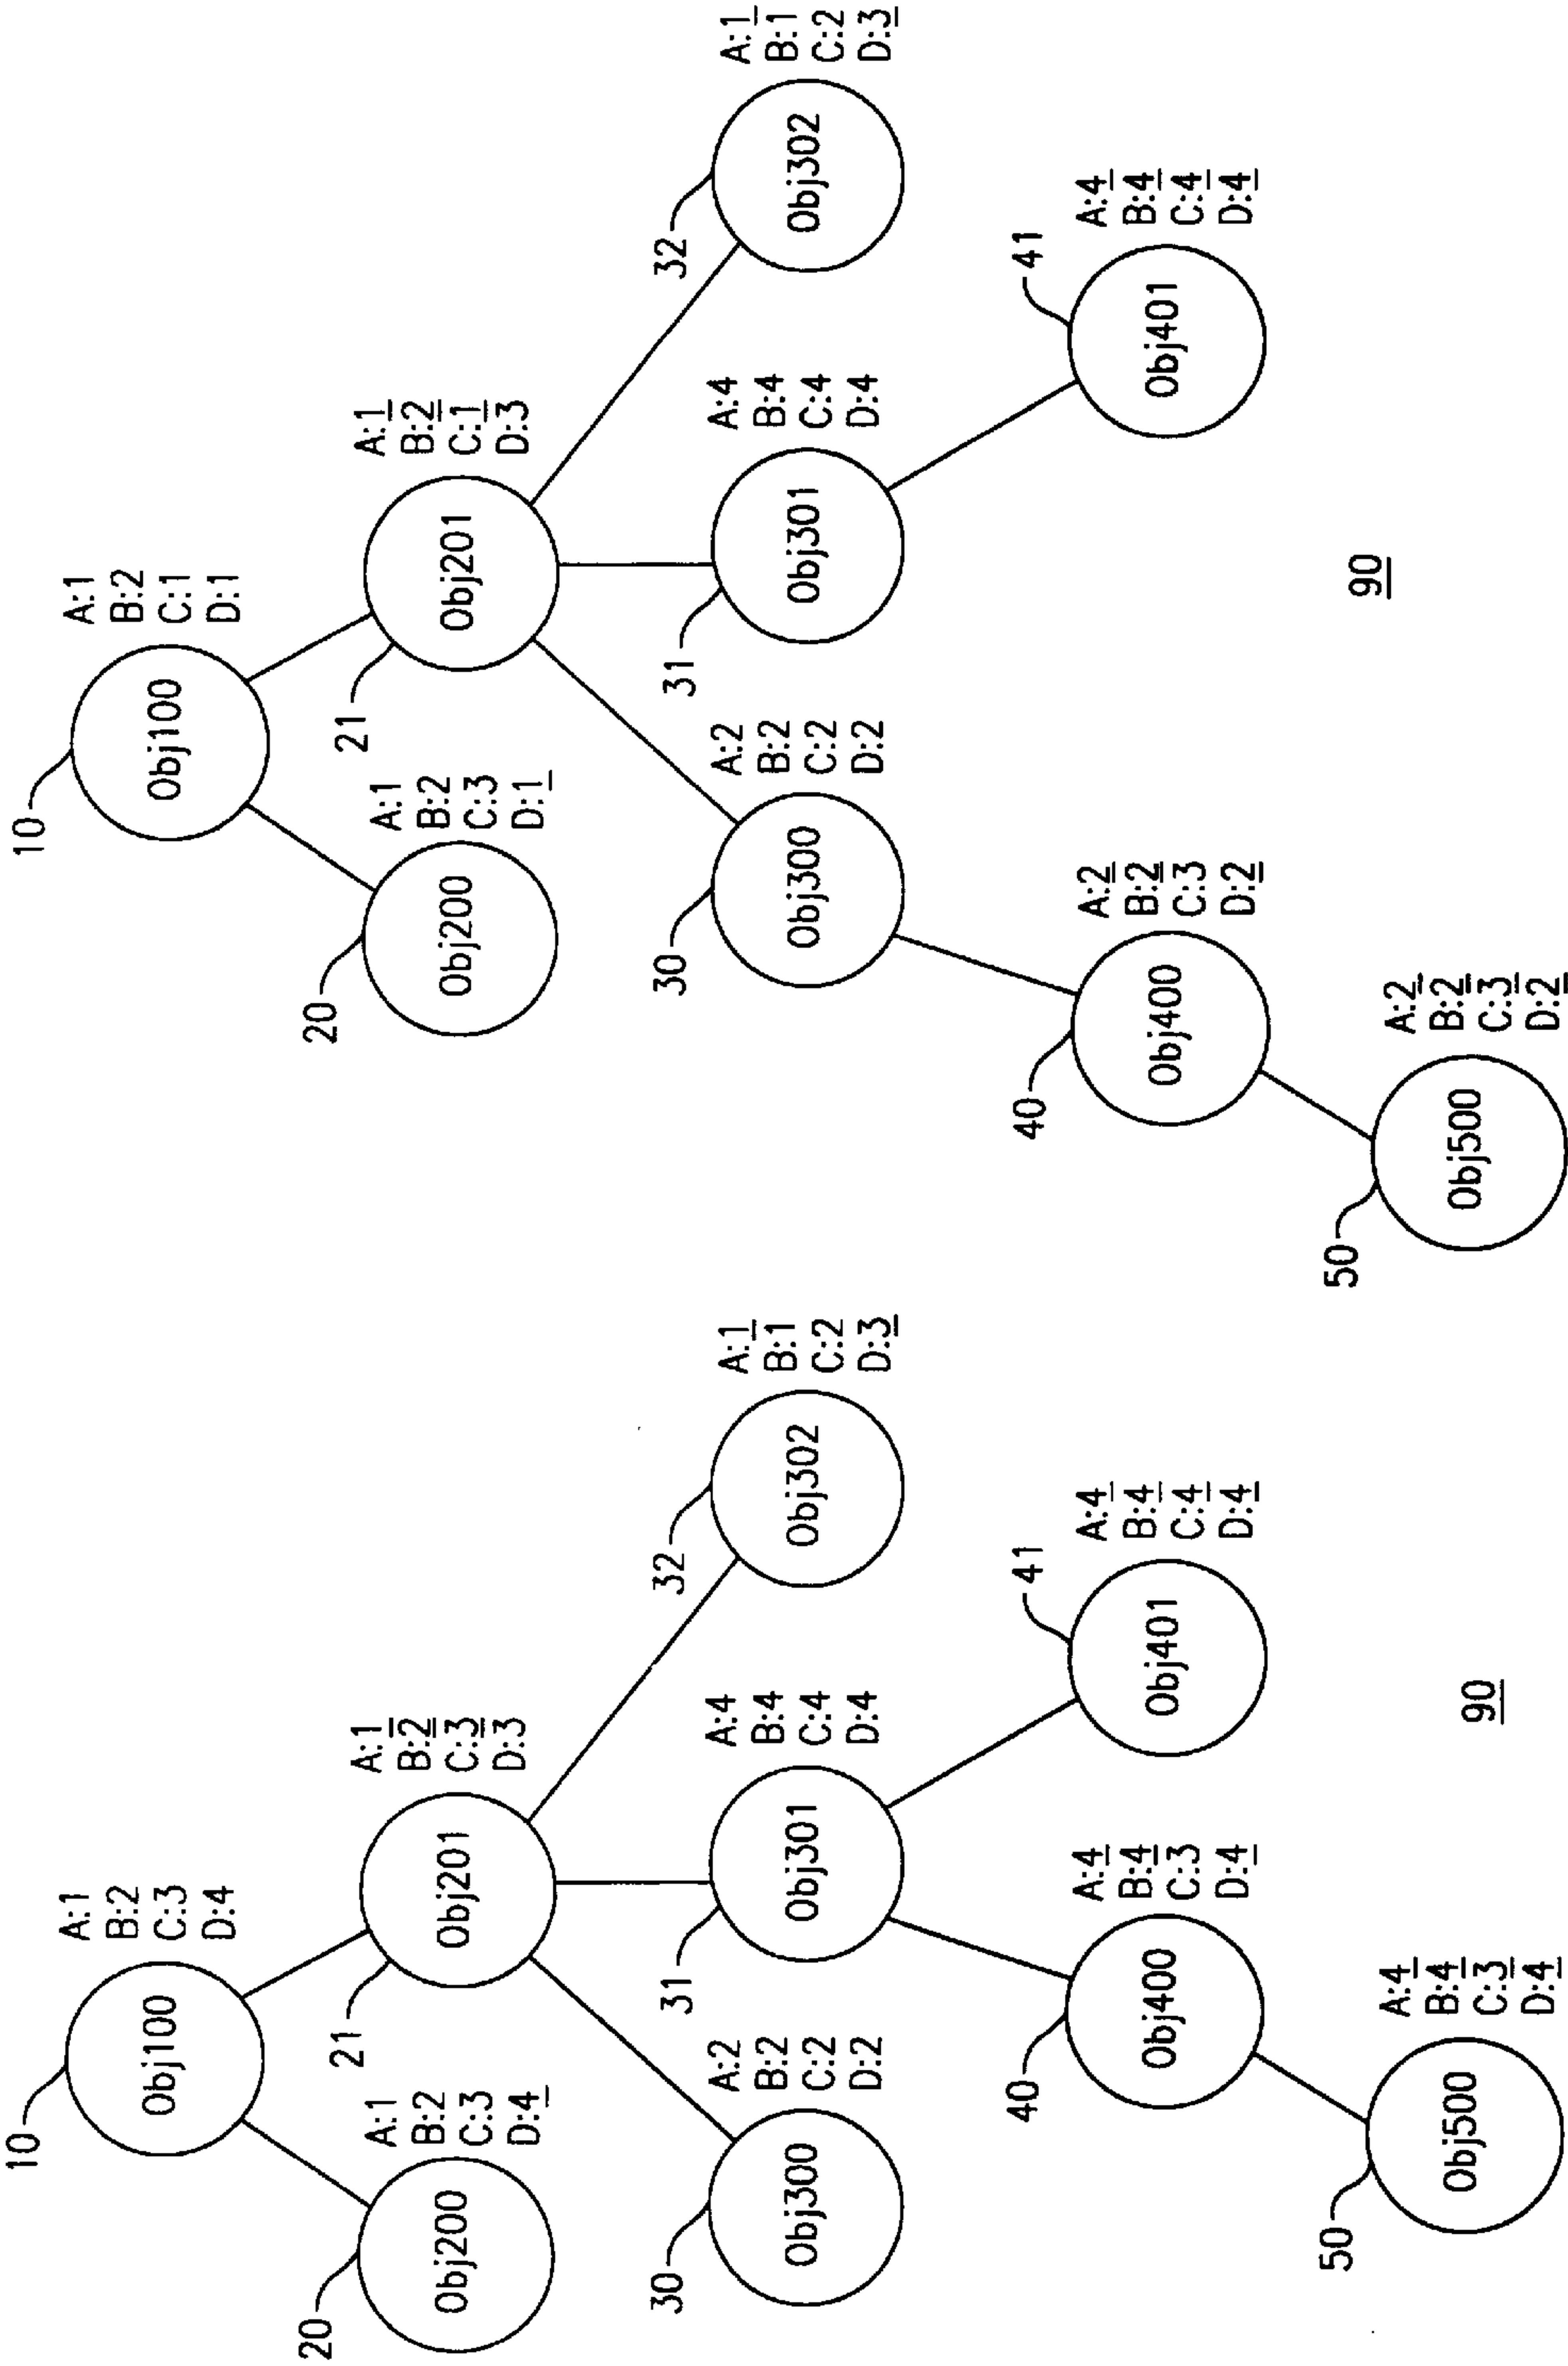 10
Obj100
A:1
B:2
C:3
D:4
20
Obj200
A:1
B:2
C:3
D:4
21
Obj201
A:1
B:2
C:3
D:3
30
Obj300
A:2
B:2
C:2
D:2
31
Obj301
A:4
B:4
C:4
D:4
32
Obj302
A:1
B:1
C:2
D:3
40
Obj400
A:4
B:4
C:3
D:4
41
Obj401
A:4
B:4
C:4
D:4
50
Obj500
A:4
B:4
C:3
D:4
90
10
Obj100
A:1
B:2
C:1
D:1
20
Obj200
A:1
B:2
C:3
D:1
21
Obj201
A:1
B:2
C:1
D:3
30
Obj300
A:2
B:2
C:2
D:2
31
Obj301
A:4
B:4
C:4
D:4
32
Obj302
A:1
B:1
C:2
D:3
40
Obj400
A:2
B:2
C:3
D:2
41
Obj401
A:4
B:4
C:4
D:4
50
Obj500
A:2
B:2
C:3
D:2
90